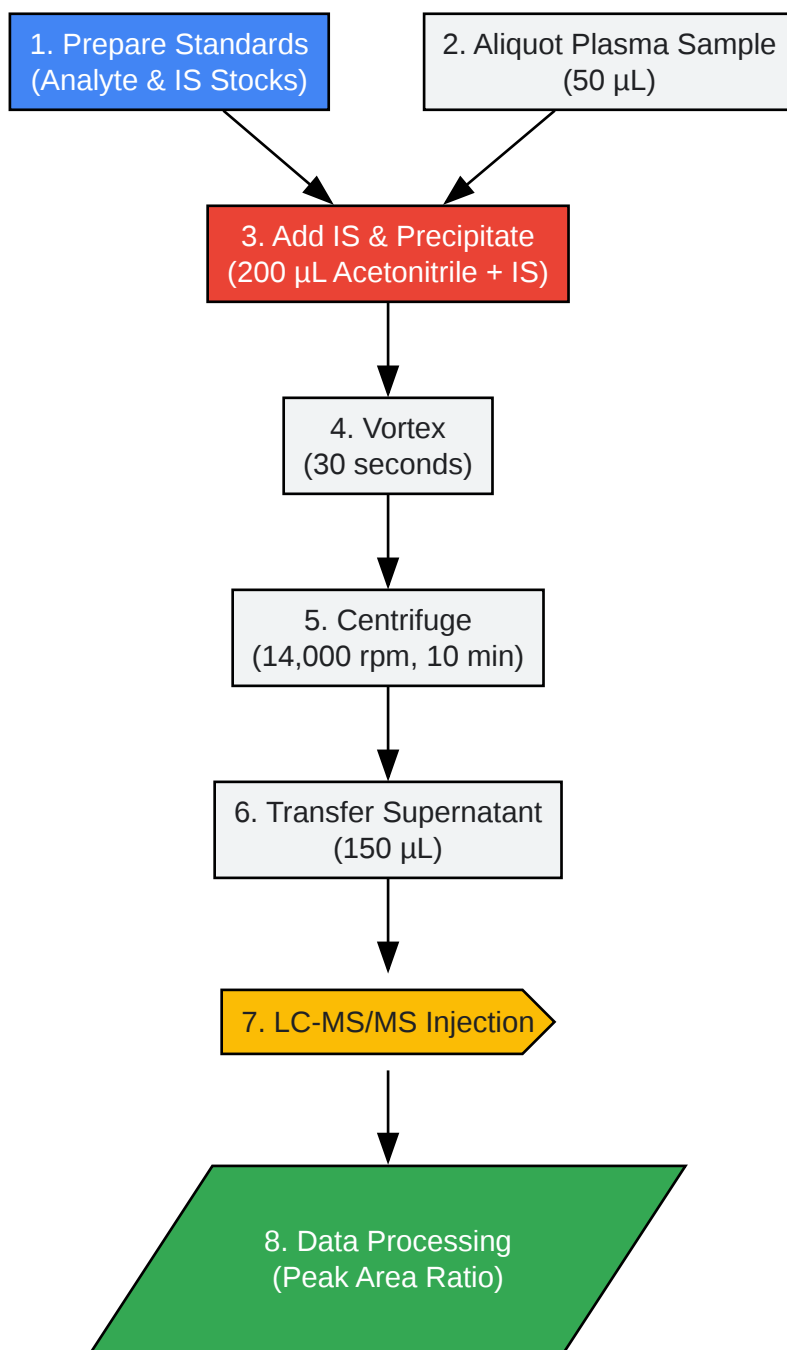 1. Prepare Standards
(Analyte & IS Stocks)
2. Aliquot Plasma Sample
(50 µL)
3. Add IS & Precipitate
(200 µL Acetonitrile + IS)
4. Vortex
(30 seconds)
5. Centrifuge
(14,000 rpm, 10 min)
6. Transfer Supernatant
(150 µL)
7. LC-MS/MS Injection
8. Data Processing
(Peak Area Ratio)